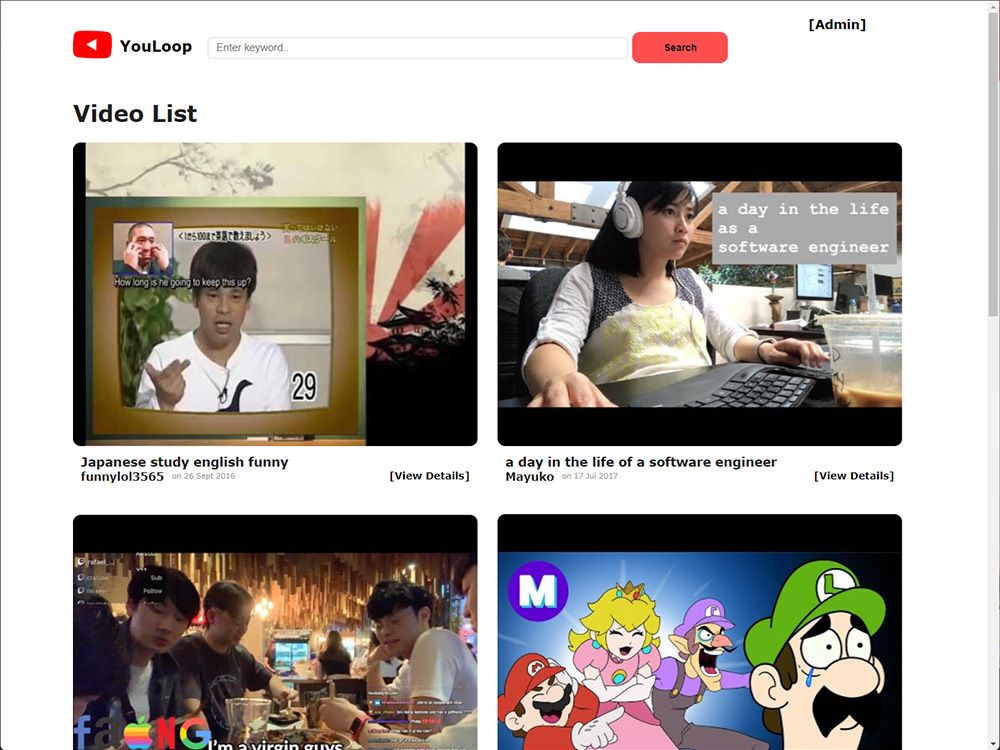 [Admin]
YouLoop
Enter keyword..
Search
Video List
<1から100まで英語で数えましょう>
How long is he going to keep this up?
29
a day in the life
as a
software engineer
Japanese study english funny
funnylol3565 on 26 Sept 2016
[View Details]
a day in the life of a software engineer
Mayuko on 17 Jul 2017
[View Details]
rafael_
Sub
Follow
faANG
I'm a virgin guys
M
L
M